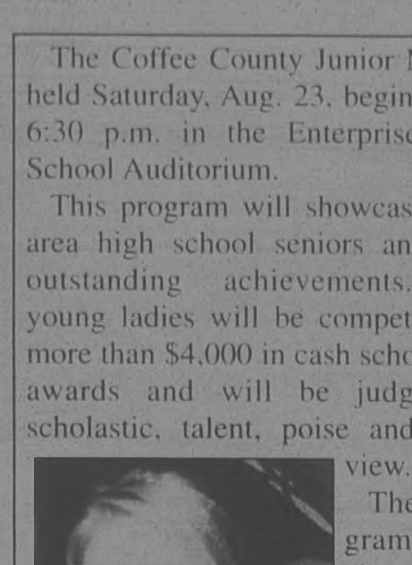 The Coffee County Junior
held Saturday, Aug. 23, begin
6:30 p.m. in the Enterprise
School Auditorium.
This program will showcas
area high school seniors an
outstanding achievements.
young ladies will be compet
more than $4,000 in cash scho
awards and will be judg
scholastic, talent, poise and
view.
The
gram